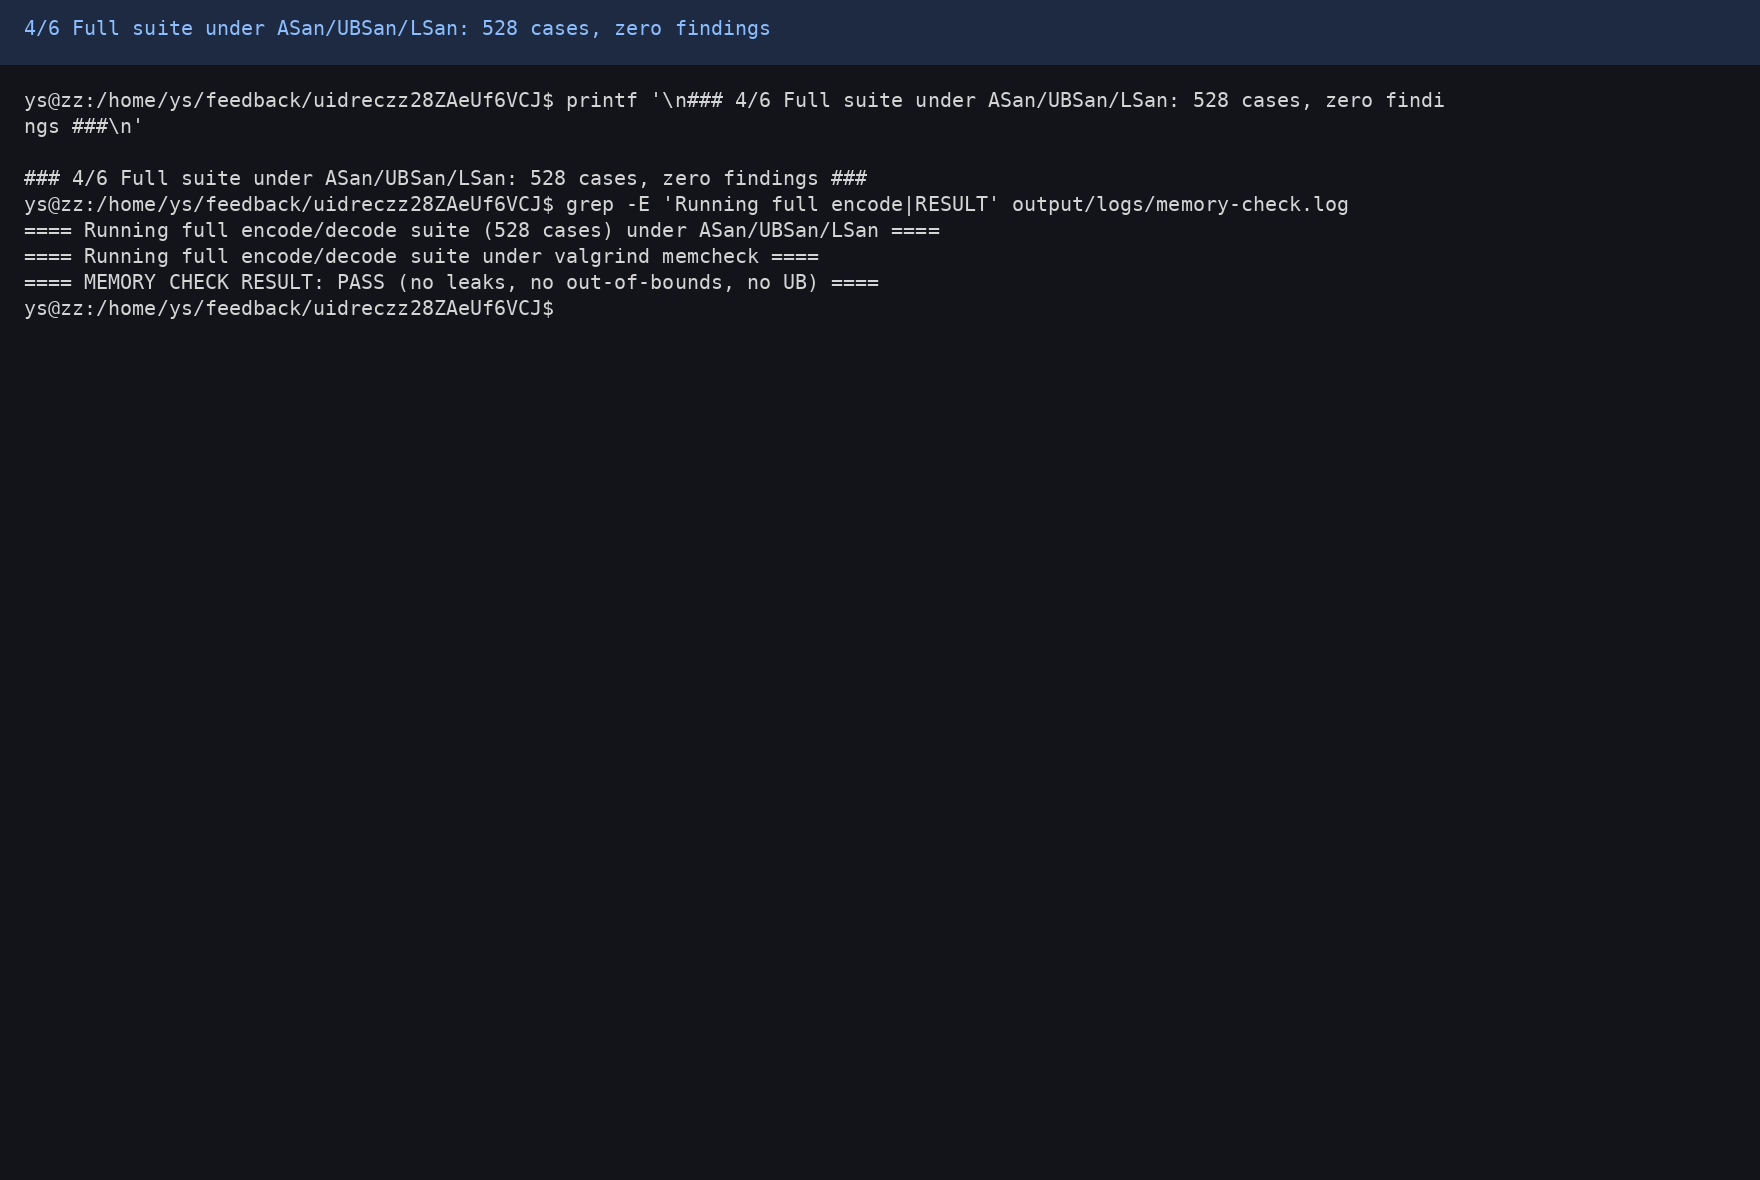 4/6 Full suite under ASan/UBSan/LSan: 528 cases, zero findings
ys@zz:/home/ys/feedback/uidreczz28ZAeUf6VCJ$ printf '\n### 4/6 Full suite under ASan/UBSan/LSan: 528 cases, zero findi
ngs ###\n'
### 4/6 Full suite under ASan/UBSan/LSan: 528 cases, zero findings ###
ys@zz:/home/ys/feedback/uidreczz28ZAeUf6VCJ$ grep -E 'Running full encode|RESULT' output/logs/memory-check.log
==== Running full encode/decode suite (528 cases) under ASan/UBSan/LSan ====
==== Running full encode/decode suite under valgrind memcheck ====
==== MEMORY CHECK RESULT: PASS (no leaks, no out-of-bounds, no UB) ====
ys@zz:/home/ys/feedback/uidreczz28ZAeUf6VCJ$